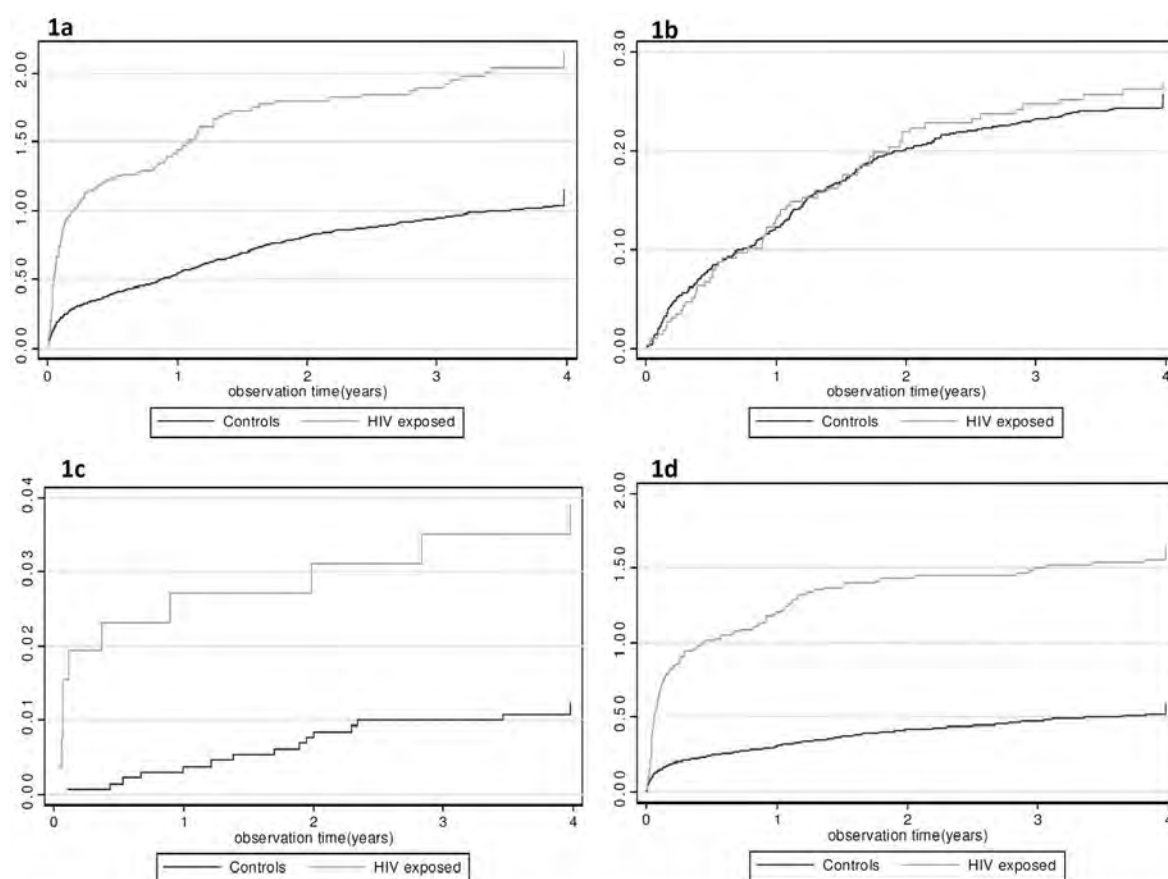 1a
2.00
1.50
1.00
0.50
0.00
0 1 2 3 4
observation time(years)
Controls HIV exposed
1b
0.30
0.20
0.10
0.00
0 1 2 3 4
observation time(years)
Controls HIV exposed
1c
0.04
0.03
0.02
0.01
0.00
0 1 2 3 4
observation time(years)
Controls HIV exposed
1d
2.00
1.50
1.00
0.50
0.00
0 1 2 3 4
observation time(years)
Controls HIV exposed